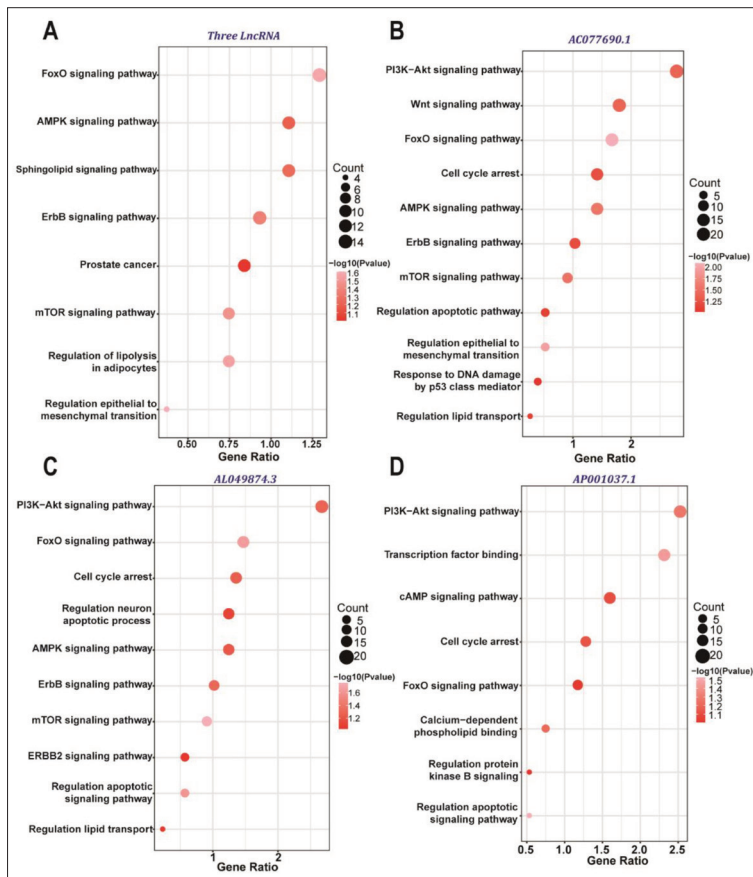 A
Three LncRNA
FoxO signaling pathway
AMPK signaling pathway
Sphingolipid signaling pathway
ErbB signaling pathway
Prostate cancer
mTOR signaling pathway
Regulation of lipolysis
in adipocytes
Regulation epithelial to
mesenchymal transition
0.50 0.75 1.00 1.25
Gene Ratio
Count
4
6
8
10
12
14
−log10(Pvalue)
1.6
1.5
1.4
1.3
1.2
1.1
B
AC077690.1
PI3K−Akt signaling pathway
Wnt signaling pathway
FoxO signaling pathway
Cell cycle arrest
AMPK signaling pathway
ErbB signaling pathway
mTOR signaling pathway
Regulation apoptotic pathway
Regulation epithelial to
mesenchymal transition
Response to DNA damage
by p53 class mediator
Regulation lipid transport
1 2
Gene Ratio
Count
5
10
15
20
−log10(Pvalue)
2.00
1.75
1.50
1.25
C
AL049874.3
PI3K−Akt signaling pathway
FoxO signaling pathway
Cell cycle arrest
Regulation neuron
apoptotic process
AMPK signaling pathway
ErbB signaling pathway
mTOR signaling pathway
ERBB2 signaling pathway
Regulation apoptotic
signaling pathway
Regulation lipid transport
1 2
Gene Ratio
Count
5
10
15
20
−log10(Pvalue)
1.6
1.4
1.2
D
AP001037.1
PI3K−Akt signaling pathway
Transcription factor binding
cAMP signaling pathway
Cell cycle arrest
FoxO signaling pathway
Calcium−dependent
phospholipid binding
Regulation protein
kinase B signaling
Regulation apoptotic
signaling pathway
0.5 1.0 1.5 2.0 2.5
Gene Ratio
Count
5
10
15
20
−log10(Pvalue)
1.5
1.4
1.3
1.2
1.1